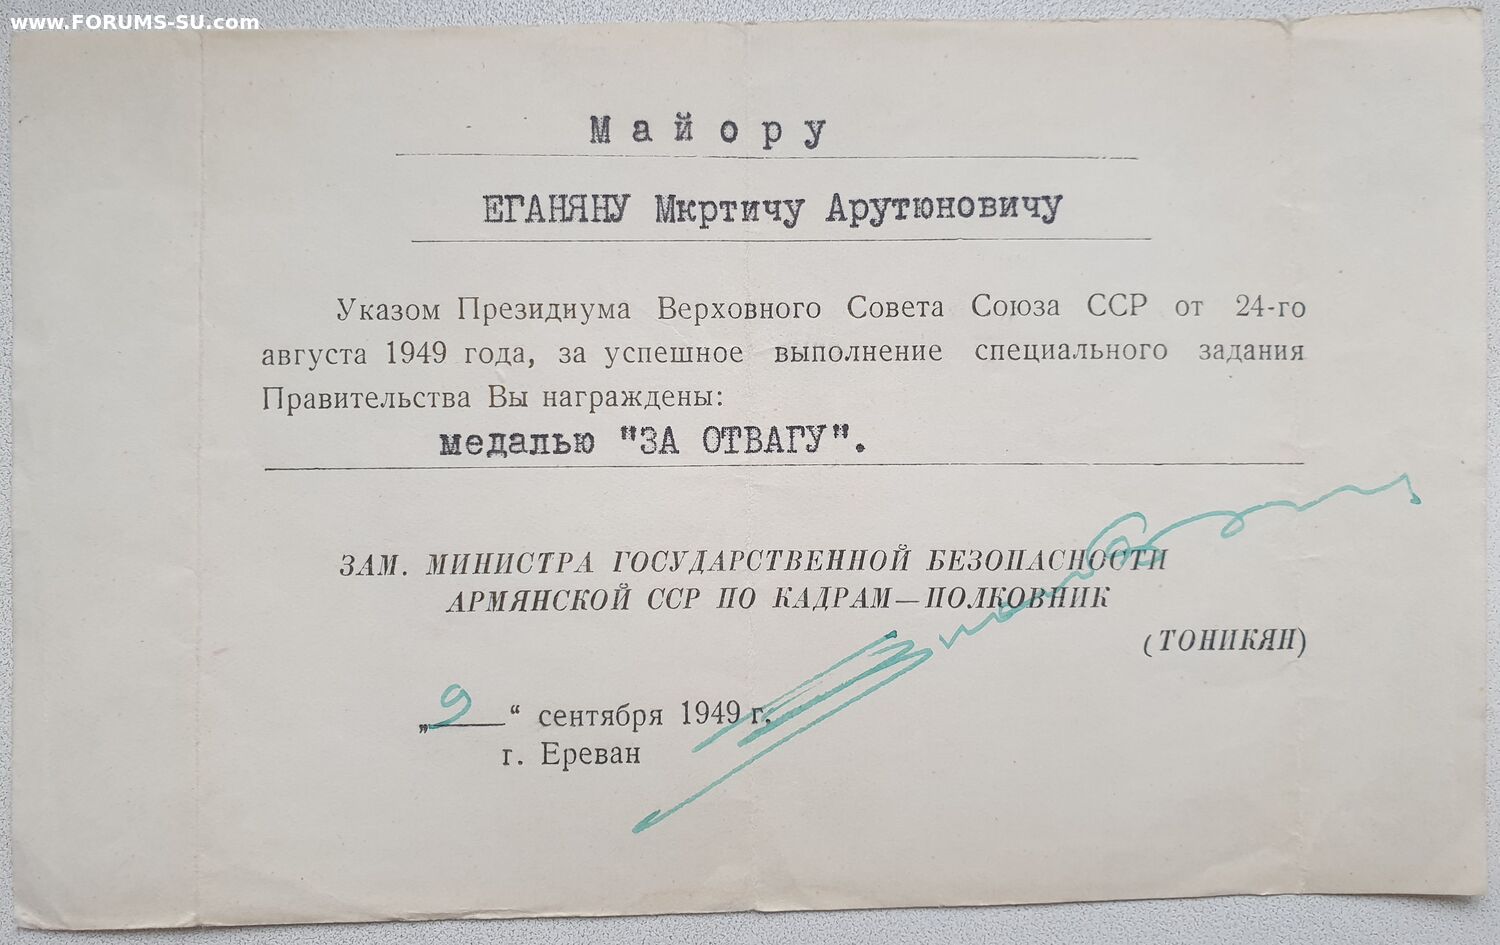 www.FORUMS-SU.com
Майору
ЕГАНЯНУ Мкртичу Арутюновичу
Указом Президиума Верховного Совета Союза ССР от 24-го
августа 1949 года, за успешное выполнение специального задания
Правительства Вы награждены:
медалью "ЗА ОТВАГУ".
ЗАМ. МИНИСТРА ГОСУДАРСТВЕННОЙ БЕЗОПАСНОСТИ
АРМЯНСКОЙ ССР ПО КАДРАМ—ПОЛКОВНИК
(ТОНИКЯН)
„9“ сентября 1949 г.
г. Ереван